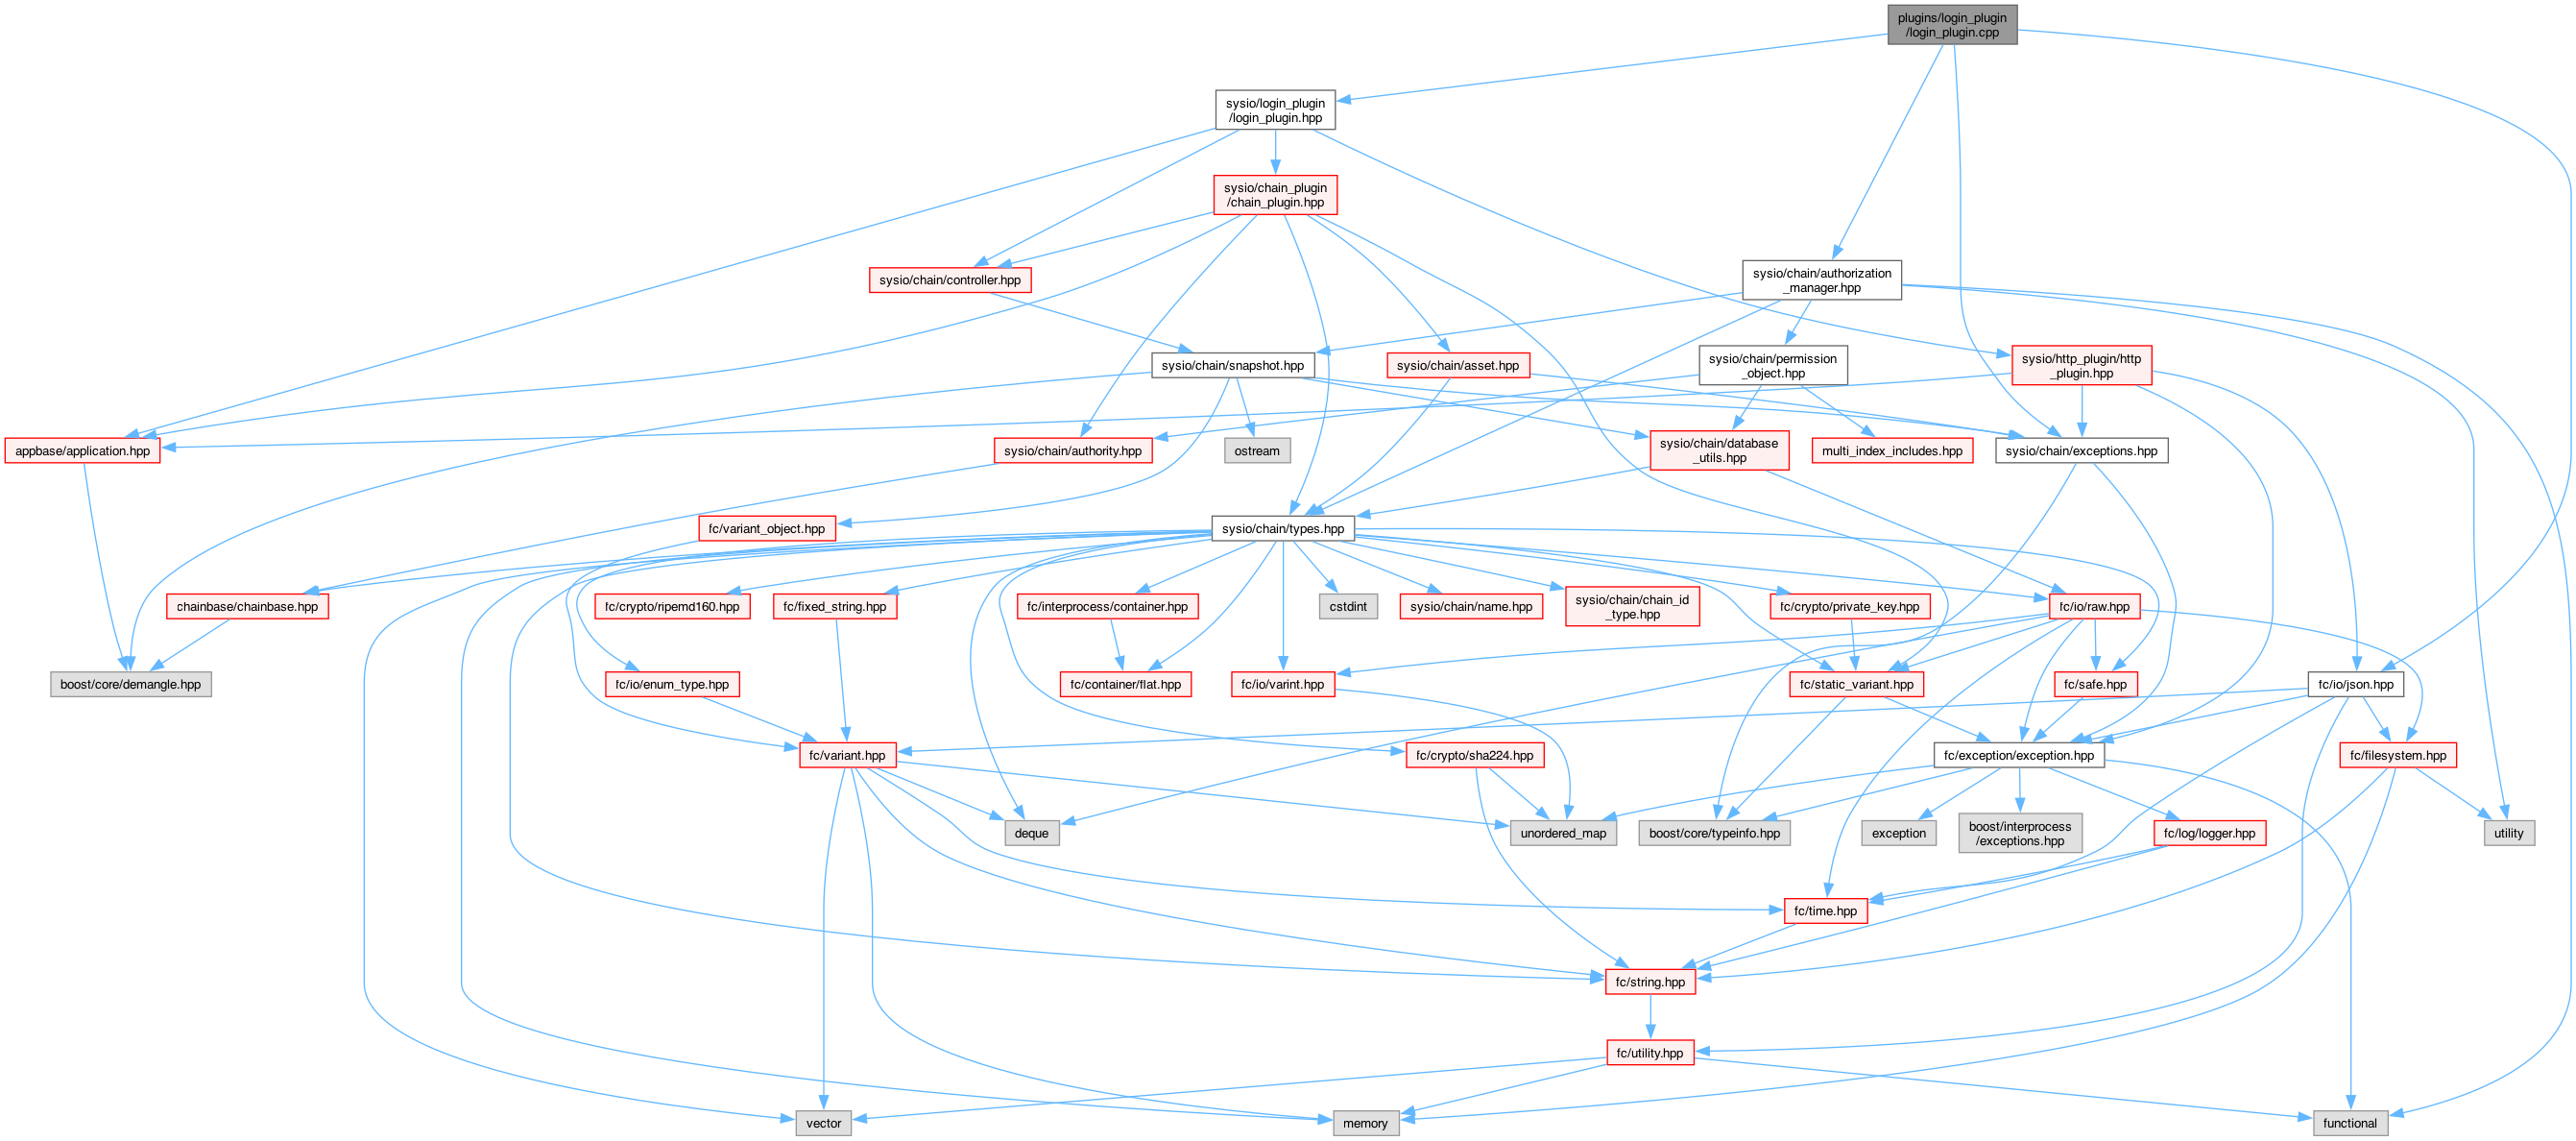 plugins/login_plugin
/login_plugin.cpp
sysio/login_plugin
/login_plugin.hpp
sysio/chain_plugin
/chain_plugin.hpp
sysio/chain/controller.hpp
sysio/chain/authorization
_manager.hpp
sysio/chain/snapshot.hpp
sysio/chain/asset.hpp
sysio/chain/permission
_object.hpp
sysio/http_plugin/http
_plugin.hpp
appbase/application.hpp
sysio/chain/authority.hpp
ostream
sysio/chain/database
_utils.hpp
multi_index_includes.hpp
sysio/chain/exceptions.hpp
fc/variant_object.hpp
sysio/chain/types.hpp
chainbase/chainbase.hpp
fc/crypto/ripemd160.hpp
fc/fixed_string.hpp
fc/interprocess/container.hpp
cstdint
sysio/chain/name.hpp
sysio/chain/chain_id
_type.hpp
fc/crypto/private_key.hpp
fc/io/raw.hpp
boost/core/demangle.hpp
fc/io/enum_type.hpp
fc/container/flat.hpp
fc/io/varint.hpp
fc/static_variant.hpp
fc/safe.hpp
fc/io/json.hpp
fc/variant.hpp
fc/crypto/sha224.hpp
fc/exception/exception.hpp
fc/filesystem.hpp
deque
unordered_map
boost/core/typeinfo.hpp
exception
boost/interprocess
/exceptions.hpp
fc/log/logger.hpp
utility
fc/time.hpp
fc/string.hpp
fc/utility.hpp
vector
memory
functional